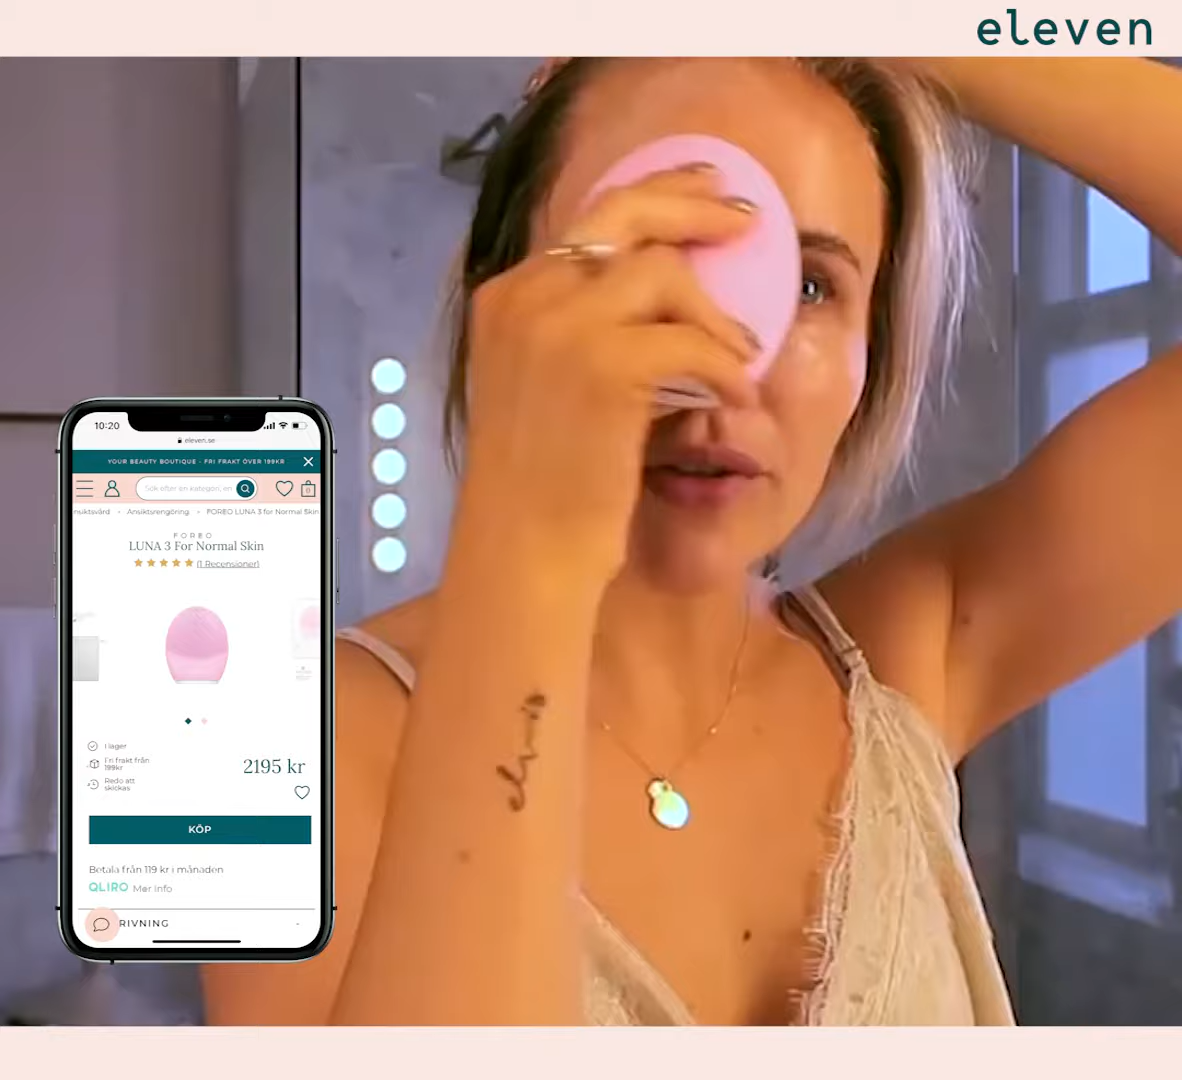 eleven
10:20
eleven.se
YOUR BEAUTY BOUTIQUE - FRI FRAKT ÖVER 199KR
Sök efter en kategori, en
0
nsiktsvård • Ansiktsrengöring • FOREO LUNA 3 for Normal Skin
FOREO
LUNA 3 For Normal Skin
(1 Recensioner)
I lager
Fri frakt från
199kr
Redo att
skickas
2195 kr
KÖP
Betala från 119 kr i månaden
QLIRO Mer info
RIVNING